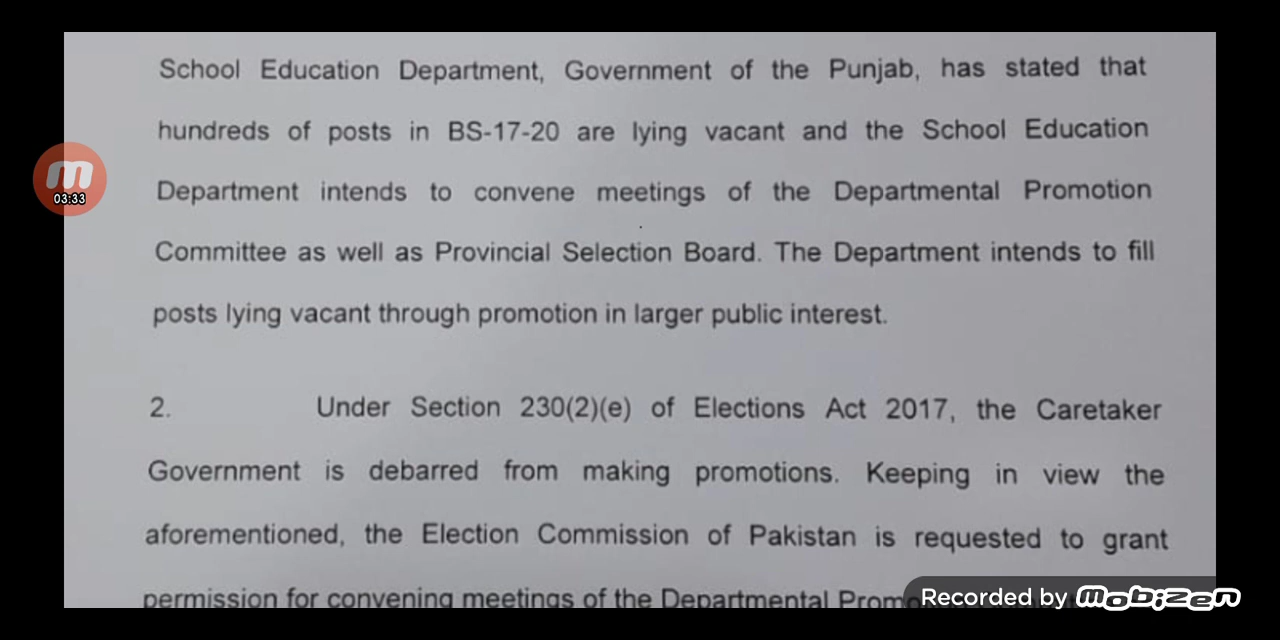 School Education Department, Government of the Punjab, has stated that
hundreds of posts in BS-17-20 are lying vacant and the School Education
03:33
Department intends to convene meetings of the Departmental Promotion
Committee as well as Provincial Selection Board. The Department intends to fill
posts lying vacant through promotion in larger public interest.
2. Under Section 230(2)(e) of Elections Act 2017, the Caretaker
Government is debarred from making promotions. Keeping in view the
aforementioned, the Election Commission of Pakistan is requested to grant
permission for convening meetings of the Departmental
Recorded by Mobizen